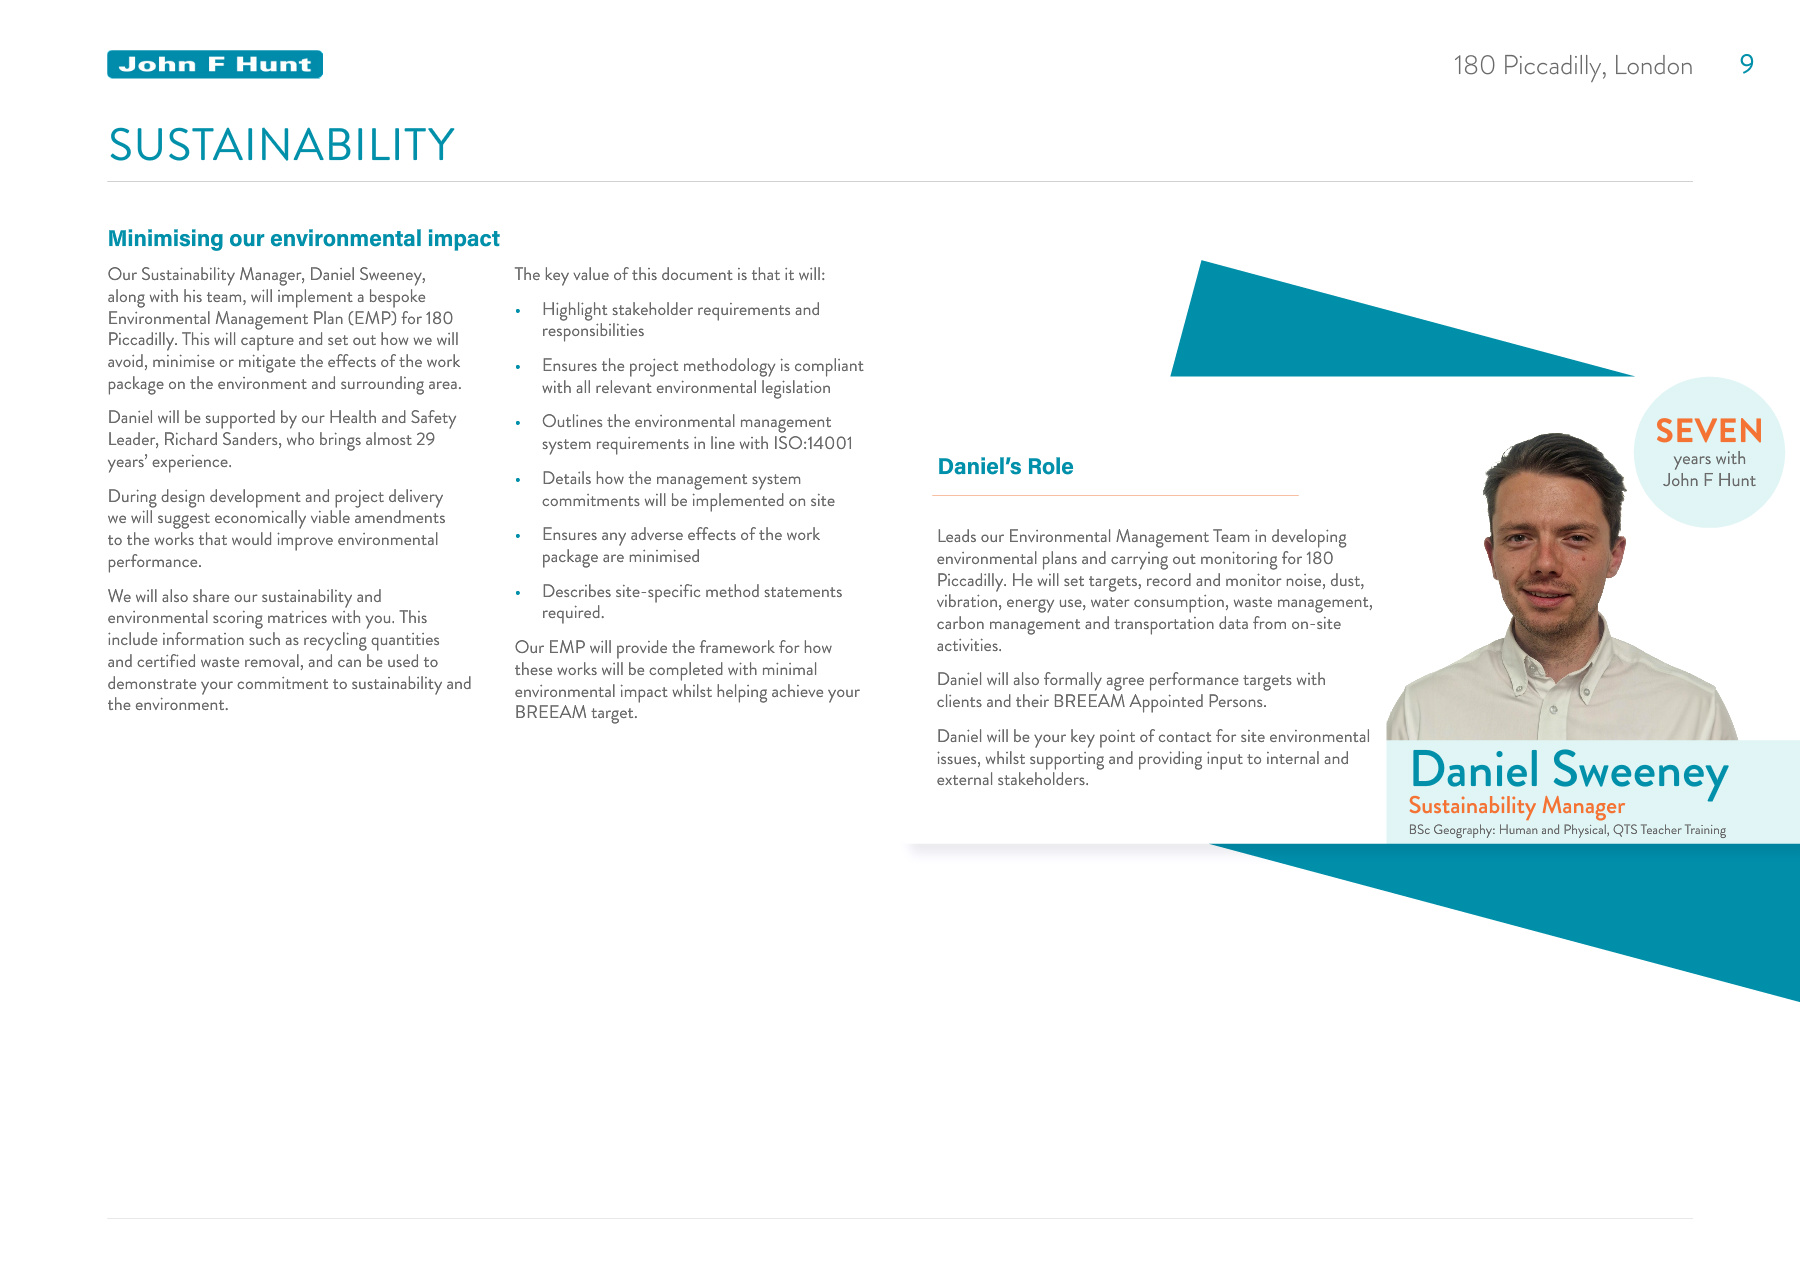 John F Hunt
180 Piccadilly, London
9
SUSTAINABILITY
Minimising our environmental impact
Our Sustainability Manager, Daniel Sweeney,
along with his team, will implement a bespoke
Environmental Management Plan (EMP) for 180
Piccadilly. This will capture and set out how we will
avoid, minimise or mitigate the effects of the work
package on the environment and surrounding area.
Daniel will be supported by our Health and Safety
Leader, Richard Sanders, who brings almost 29
years’ experience.
During design development and project delivery
we will suggest economically viable amendments
to the works that would improve environmental
performance.
We will also share our sustainability and
environmental scoring matrices with you. This
include information such as recycling quantities
and certified waste removal, and can be used to
demonstrate your commitment to sustainability and
the environment.
The key value of this document is that it will:
• Highlight stakeholder requirements and
responsibilities
• Ensures the project methodology is compliant
with all relevant environmental legislation
• Outlines the environmental management
system requirements in line with ISO:14001
• Details how the management system
commitments will be implemented on site
• Ensures any adverse effects of the work
package are minimised
• Describes site-specific method statements
required.
Our EMP will provide the framework for how
these works will be completed with minimal
environmental impact whilst helping achieve your
BREEAM target.
Daniel’s Role
Leads our Environmental Management Team in developing
environmental plans and carrying out monitoring for 180
Piccadilly. He will set targets, record and monitor noise, dust,
vibration, energy use, water consumption, waste management,
carbon management and transportation data from on-site
activities.
Daniel will also formally agree performance targets with
clients and their BREEAM Appointed Persons.
Daniel will be your key point of contact for site environmental
issues, whilst supporting and providing input to internal and
external stakeholders.
SEVEN
years with
John F Hunt
Daniel Sweeney
Sustainability Manager
BSc Geography: Human and Physical, QTS Teacher Training